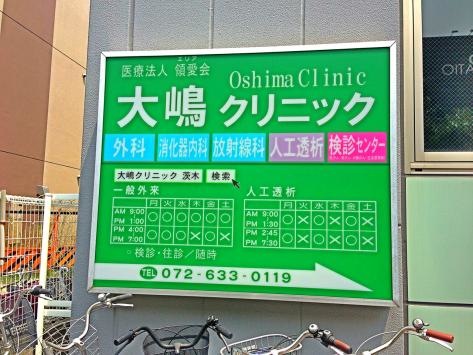 医療法人 領愛会
エリア
Oshima Clinic
大嶋 クリニック
外科 消化器内科 放射線科 人工透析 検診センター
大嶋クリニック 茨木 検索
一般外来
月 火 水 木 金 土
AM 9:00
PM 1:00
PM 4:00
PM 7:00
人工透析
月 火 水 木 金 土
AM 9:00
PM 1:30
PM 2:45
PM 7:30
○検診・往診/随時
TEL 072-633-0119
OITA